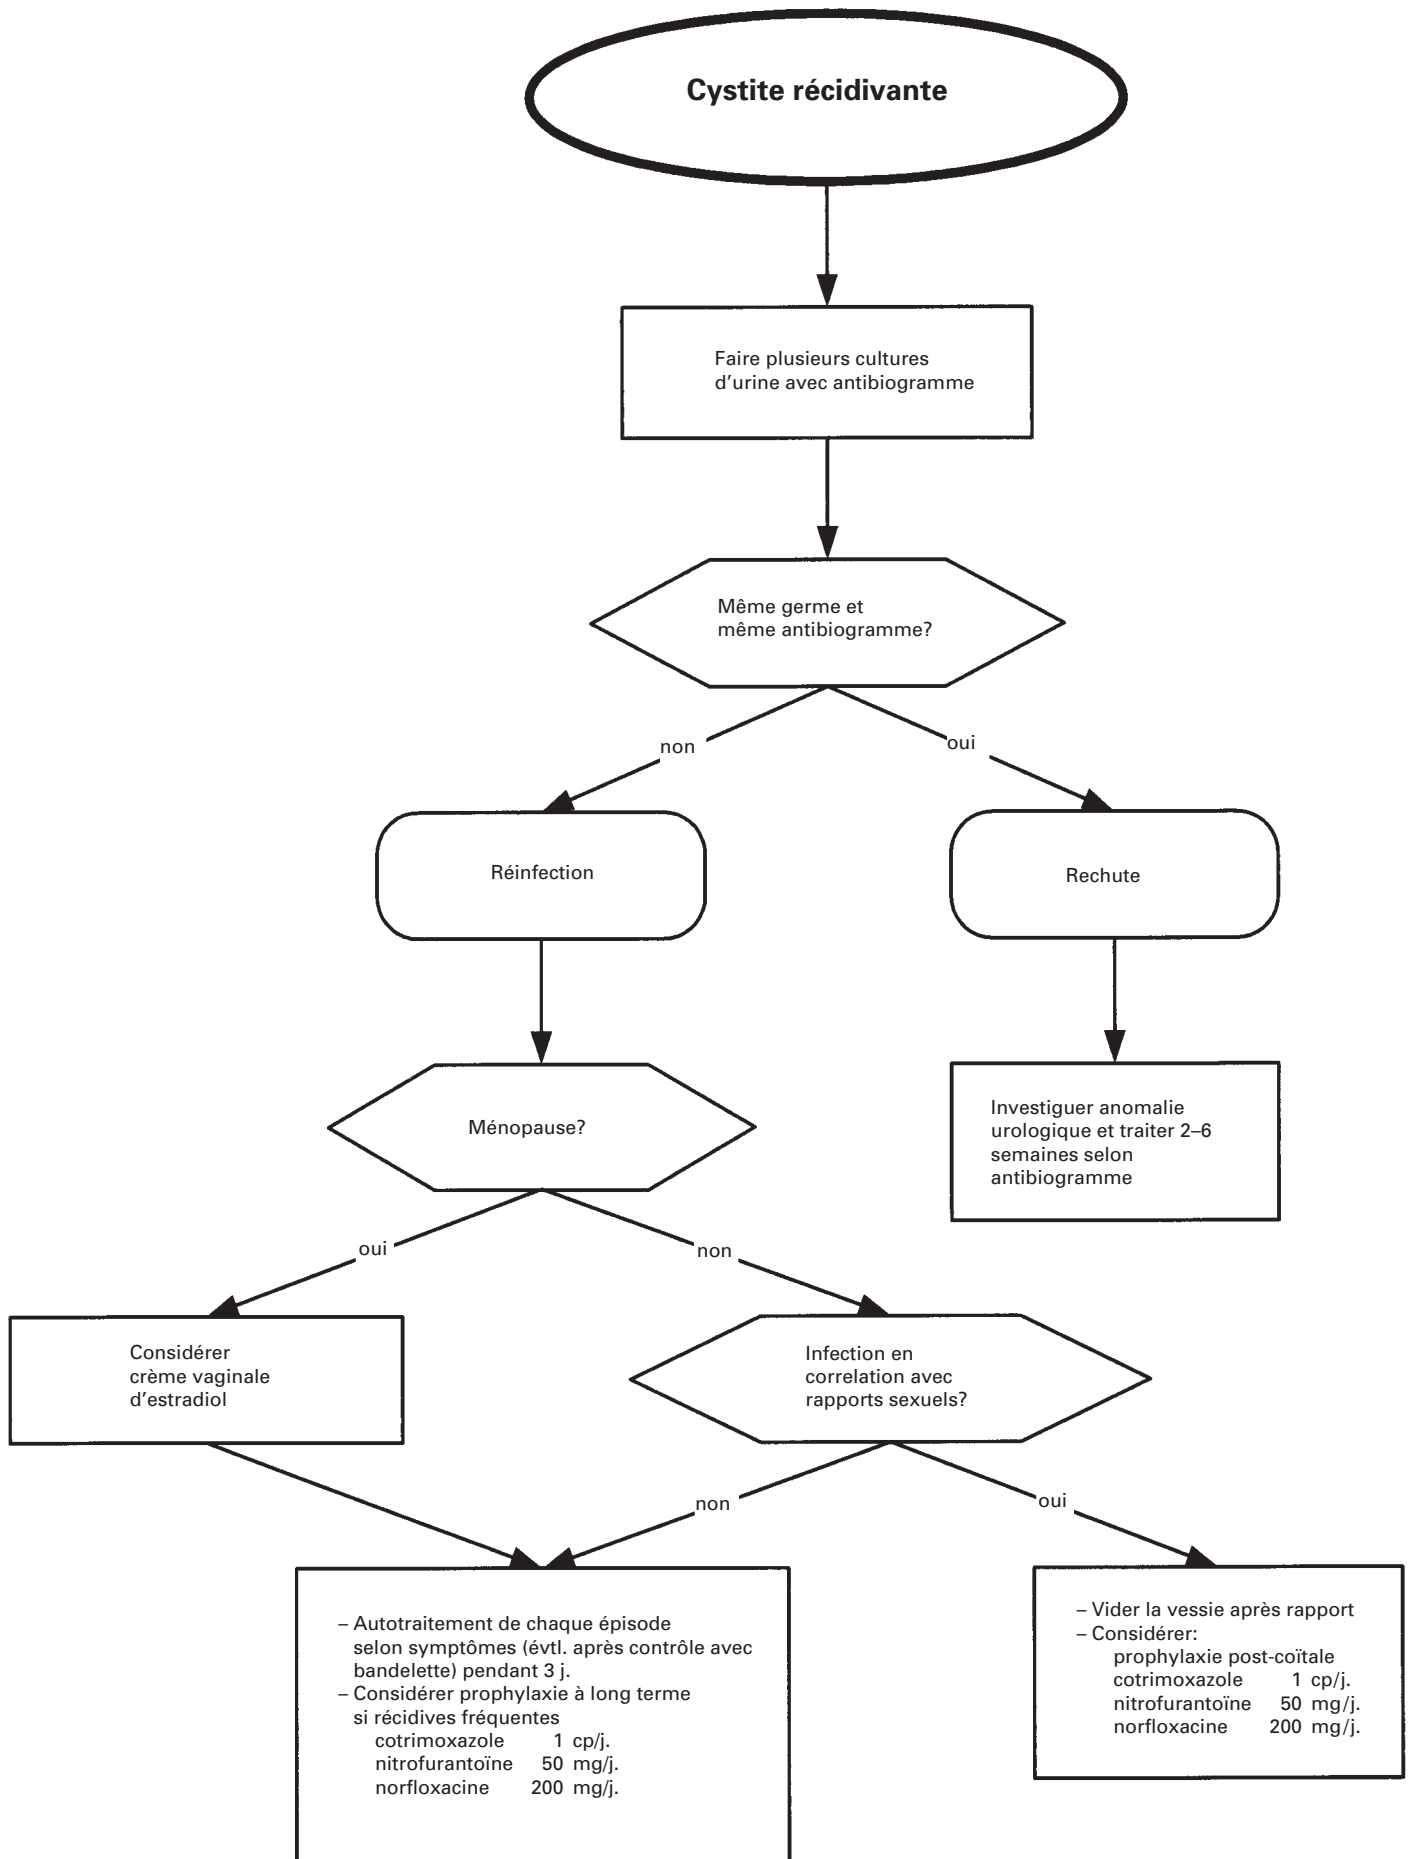 Cystite récidivante
Faire plusieurs cultures
d'urine avec antibiogramme
Même germe et
même antibiogramme?
non
oui
Réinfection
Rechute
Ménopause?
Investiguer anomalie
urologique et traiter 2–6
semaines selon
antibiogramme
oui
non
Considérer
crème vaginale
d'estradiol
Infection en
correlation avec
rapports sexuels?
non
oui
– Autotraitement de chaque épisode
selon symptômes (évtl. après contrôle avec
bandelette) pendant 3 j.
– Considérer prophylaxie à long terme
si récidives fréquentes
cotrimoxazole 1 cp/j.
nitrofurantoïne 50 mg/j.
norfloxacine 200 mg/j.
– Vider la vessie après rapport
– Considérer:
prophylaxie post-coïtale
cotrimoxazole 1 cp/j.
nitrofurantoïne 50 mg/j.
norfloxacine 200 mg/j.